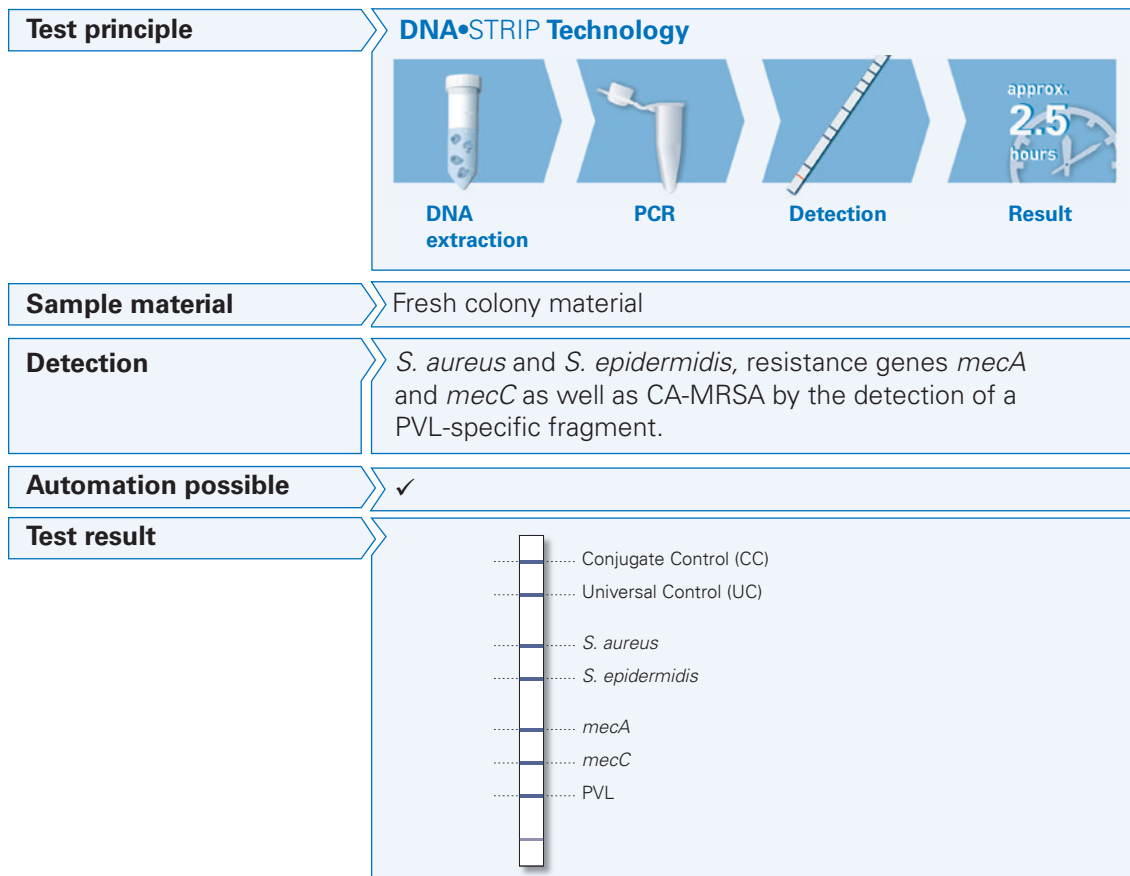 Test principle
DNA•STRIP Technology
approx.
2.5
hours
DNA
extraction
PCR
Detection
Result
Sample material
Fresh colony material
Detection
S. aureus and S. epidermidis, resistance genes mecA
and mecC as well as CA-MRSA by the detection of a
PVL-specific fragment.
Automation possible
✓
Test result
Conjugate Control (CC)
Universal Control (UC)
S. aureus
S. epidermidis
mecA
mecC
PVL